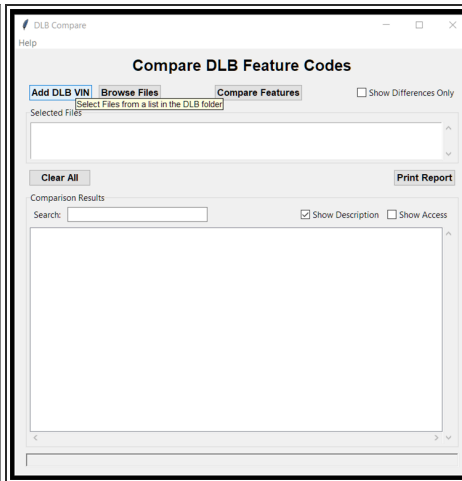 DLB Compare
Help
Compare DLB Feature Codes
Add DLB VIN Browse Files Compare Features Show Differences Only
Select Files from a list in the DLB folder
Selected Files
Clear All Print Report
Comparison Results
Search: Show Description Show Access